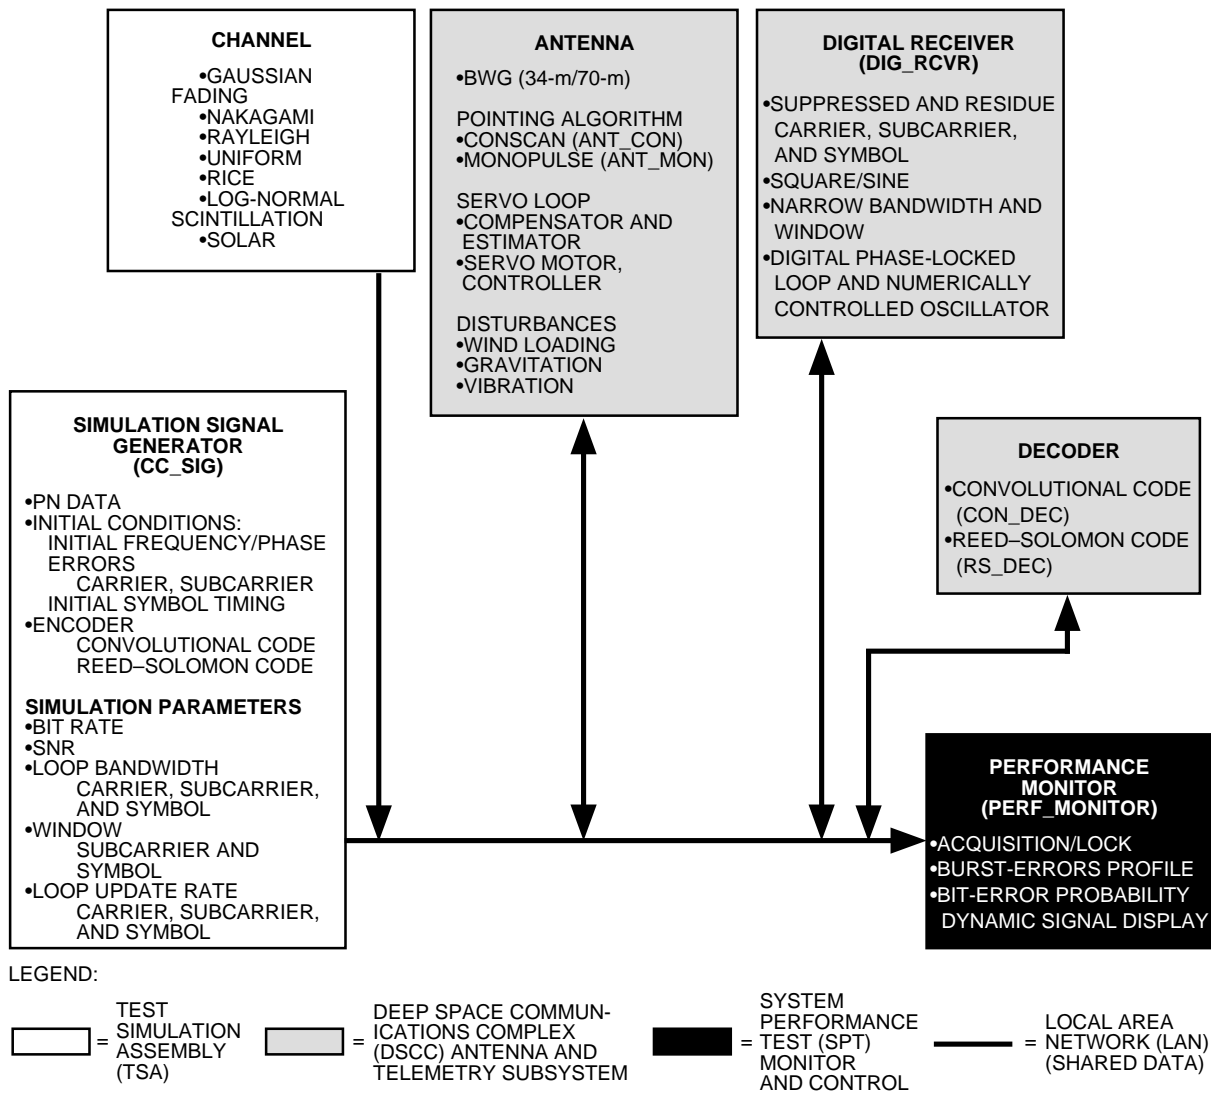 CHANNEL
•GAUSSIAN
FADING
•NAKAGAMI
•RAYLEIGH
•UNIFORM
•RICE
•LOG-NORMAL
SCINTILLATION
•SOLAR
ANTENNA
•BWG (34-m/70-m)
POINTING ALGORITHM
•CONSCAN (ANT_CON)
•MONOPULSE (ANT_MON)
SERVO LOOP
•COMPENSATOR AND
ESTIMATOR
•SERVO MOTOR,
CONTROLLER
DISTURBANCES
•WIND LOADING
•GRAVITATION
•VIBRATION
DIGITAL RECEIVER
(DIG_RCVR)
•SUPPRESSED AND RESIDUE
CARRIER, SUBCARRIER,
AND SYMBOL
•SQUARE/SINE
•NARROW BANDWIDTH AND
WINDOW
•DIGITAL PHASE-LOCKED
LOOP AND NUMERICALLY
CONTROLLED OSCILLATOR
SIMULATION SIGNAL
GENERATOR
(CC_SIG)
•PN DATA
•INITIAL CONDITIONS:
INITIAL FREQUENCY/PHASE
ERRORS
CARRIER, SUBCARRIER
INITIAL SYMBOL TIMING
•ENCODER
CONVOLUTIONAL CODE
REED–SOLOMON CODE
SIMULATION PARAMETERS
•BIT RATE
•SNR
•LOOP BANDWIDTH
CARRIER, SUBCARRIER,
AND SYMBOL
•WINDOW
SUBCARRIER AND
SYMBOL
•LOOP UPDATE RATE
CARRIER, SUBCARRIER,
AND SYMBOL
DECODER
•CONVOLUTIONAL CODE
(CON_DEC)
•REED–SOLOMON CODE
(RS_DEC)
PERFORMANCE
MONITOR
(PERF_MONITOR)
•ACQUISITION/LOCK
•BURST-ERRORS PROFILE
•BIT-ERROR PROBABILITY
DYNAMIC SIGNAL DISPLAY
LEGEND:
= TEST
SIMULATION
ASSEMBLY
(TSA)
= DEEP SPACE COMMUN-
ICATIONS COMPLEX
(DSCC) ANTENNA AND
TELEMETRY SUBSYSTEM
= SYSTEM
PERFORMANCE
TEST (SPT)
MONITOR
AND CONTROL
= LOCAL AREA
NETWORK (LAN)
(SHARED DATA)